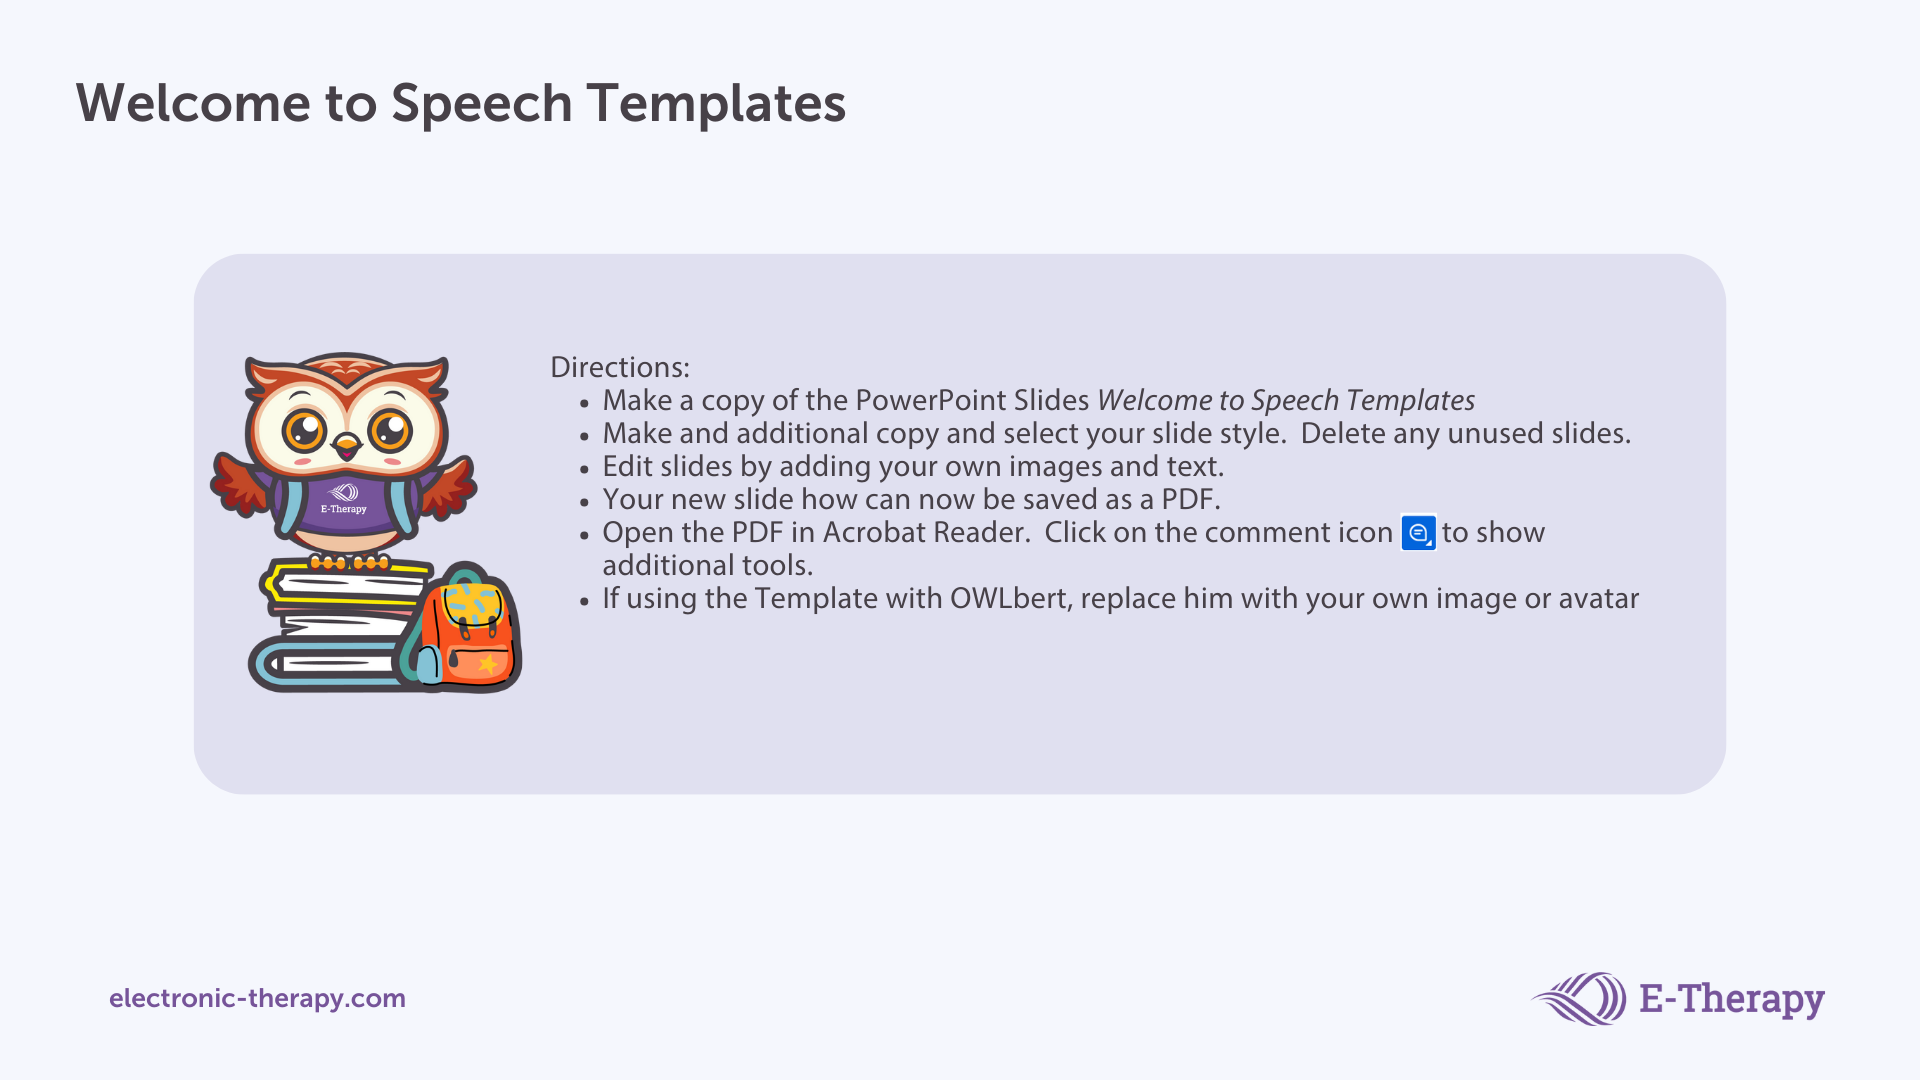 Welcome to Speech Templates
Directions:
• Make a copy of the PowerPoint Slides Welcome to Speech Templates
• Make and additional copy and select your slide style.  Delete any unused slides.
• Edit slides by adding your own images and text.
• Your new slide how can now be saved as a PDF.
• Open the PDF in Acrobat Reader.  Click on the comment icon to show
additional tools.
• If using the Template with OWLbert, replace him with your own image or avatar
E-Therapy
electronic-therapy.com
E-Therapy